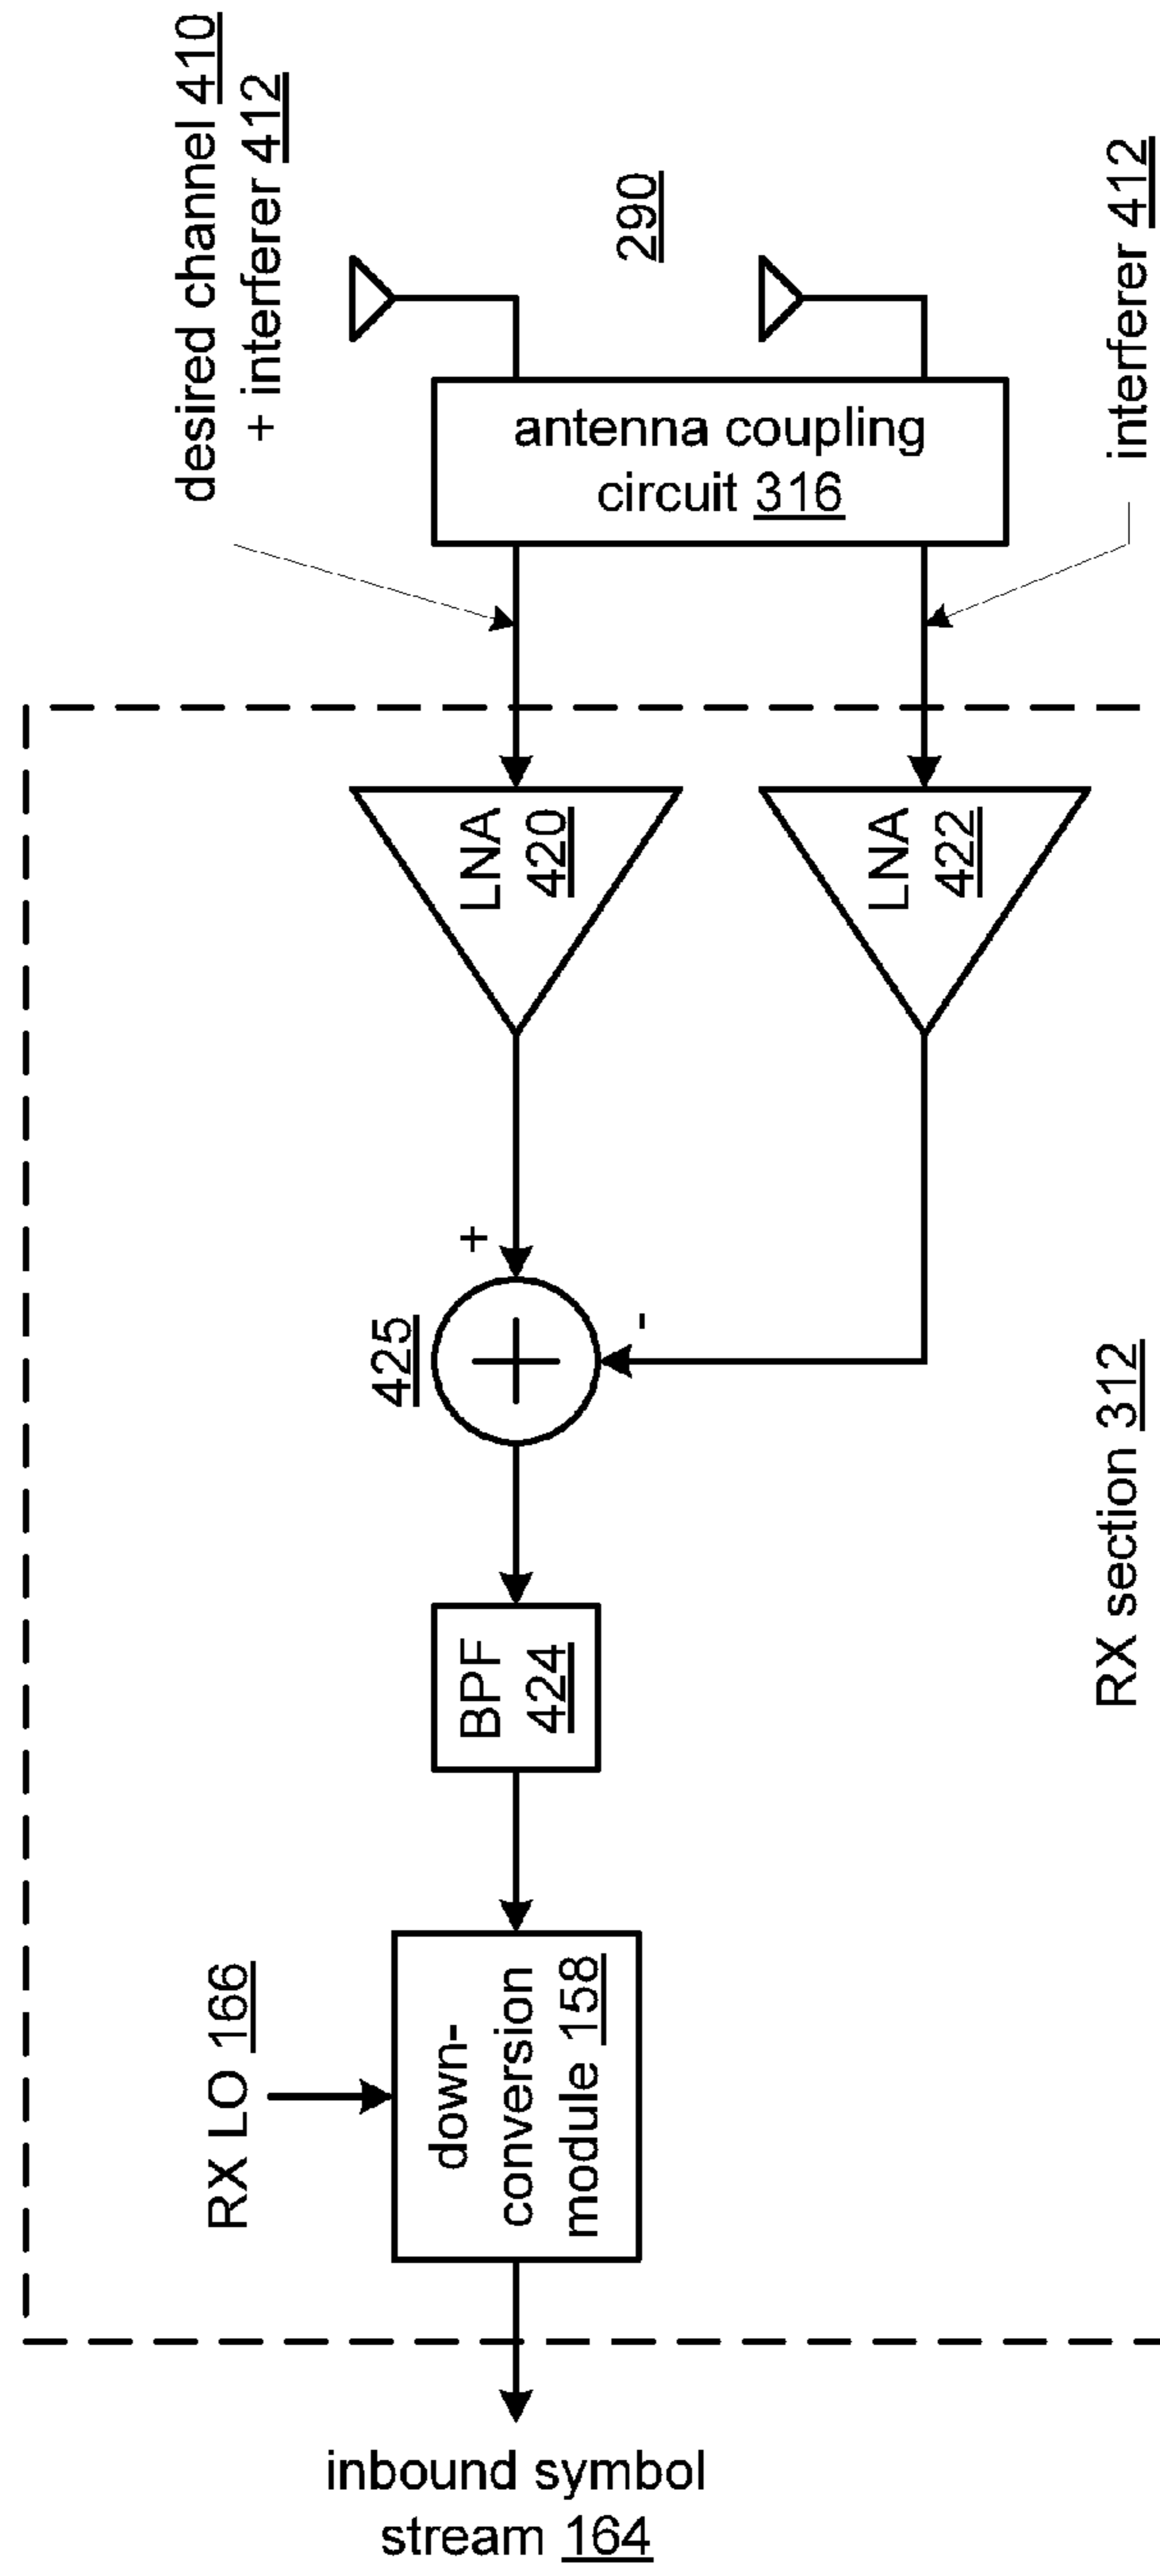 desired channel 410
+ interferer 412
290
antenna coupling
circuit 316
interferer 412
LNA
420
LNA
422
+
-
425
RX section 312
BPF
424
RX LO 166
down-
conversion
module 158
inbound symbol
stream 164